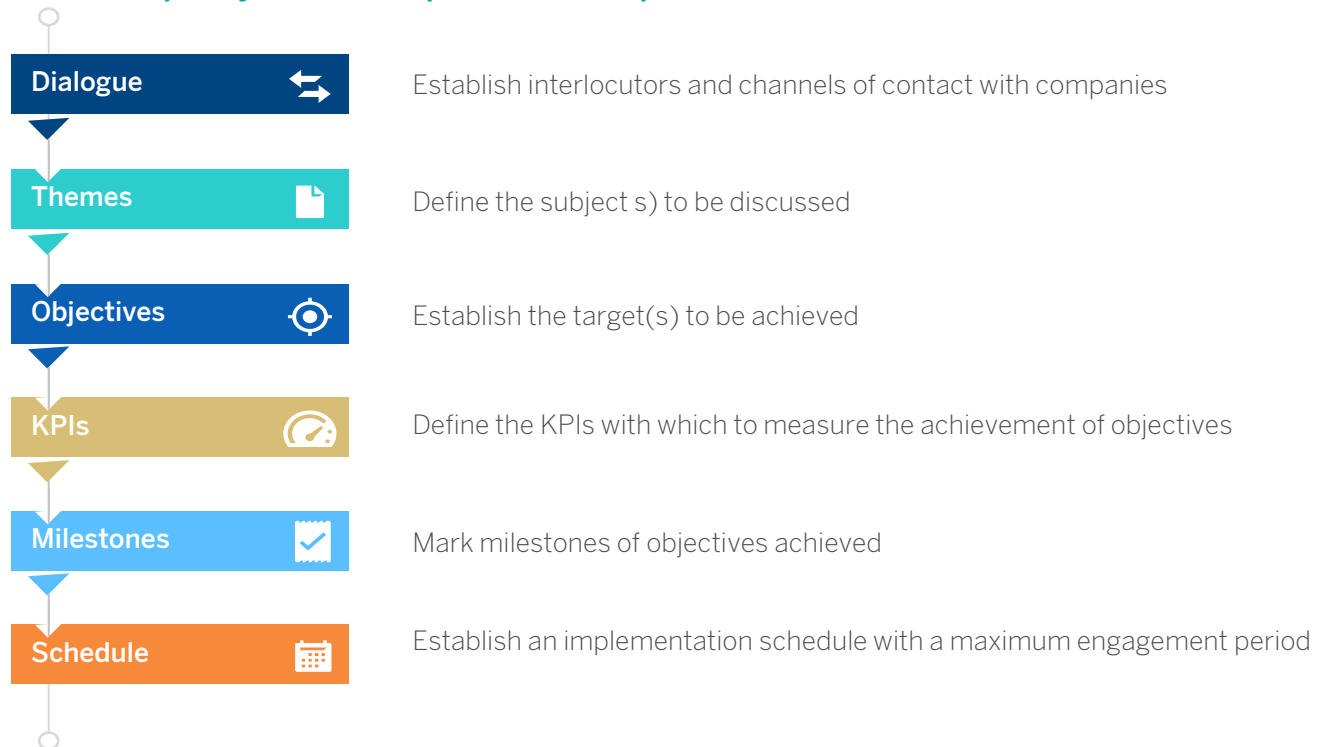 Dialogue
Establish interlocutors and channels of contact with companies
Themes
Define the subject s) to be discussed
Objectives
Establish the target(s) to be achieved
KPIs
Define the KPIs with which to measure the achievement of objectives
Milestones
Mark milestones of objectives achieved
Schedule
Establish an implementation schedule with a maximum engagement period